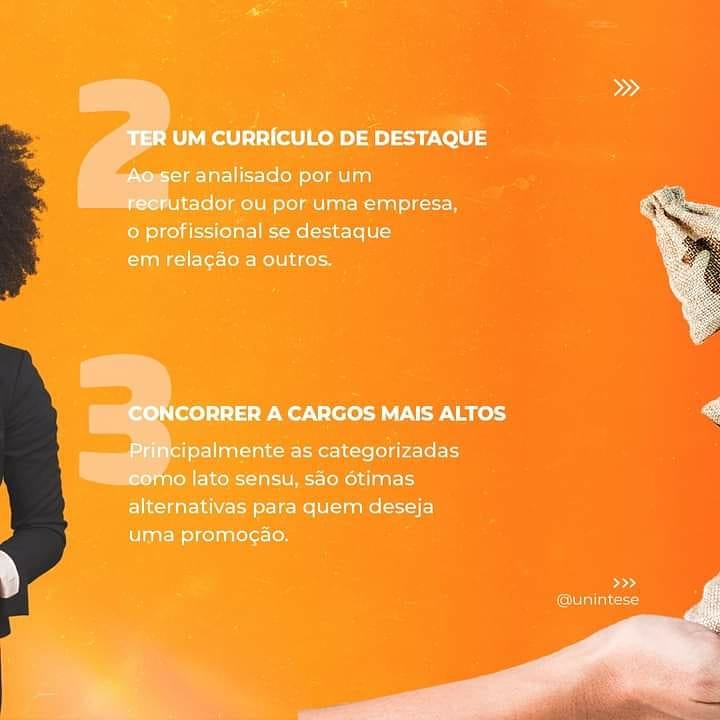 2
TER UM CURRÍCULO DE DESTAQUE
Ao ser analisado por um
recrutador ou por uma empresa,
o profissional se destaque
em relação a outros.
3
CONCORRER A CARGOS MAIS ALTOS
Principalmente as categorizadas
como lato sensu, são ótimas
alternativas para quem deseja
uma promoção.
@unintese